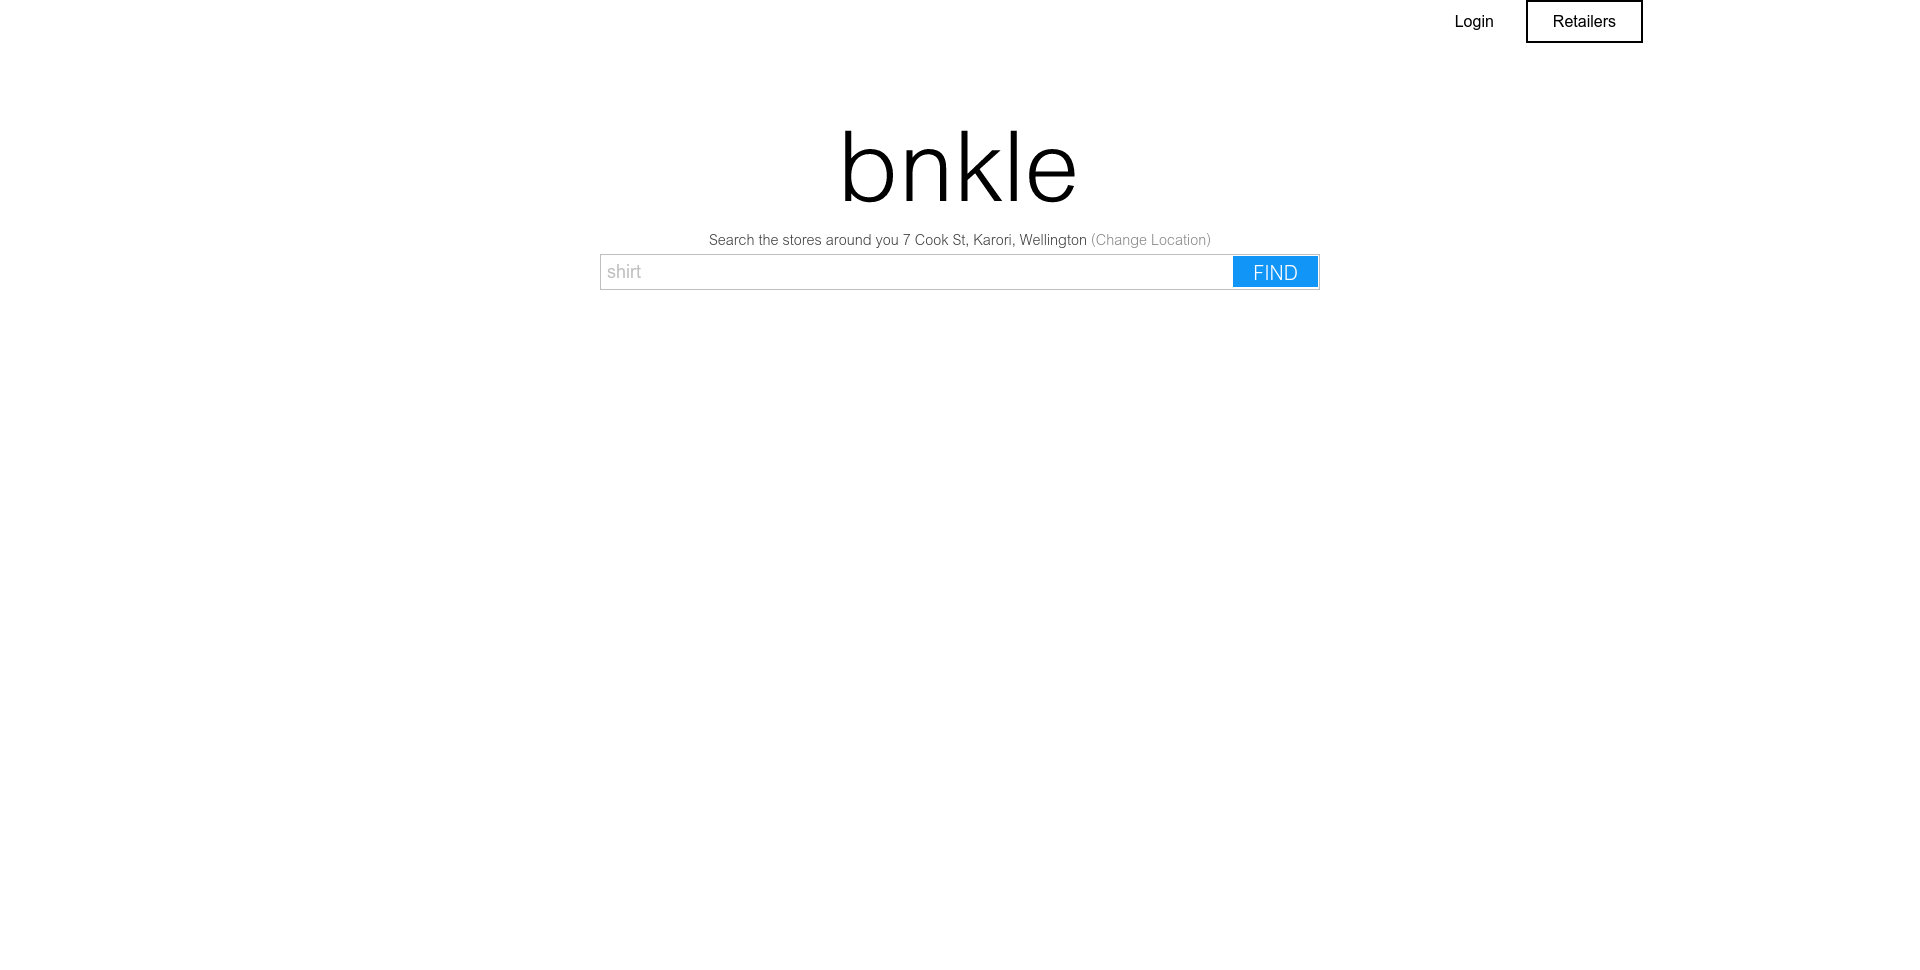 Login
Retailers
bnkle
Search the stores around you 7 Cook St, Karori, Wellington (Change Location)
shirt
FIND